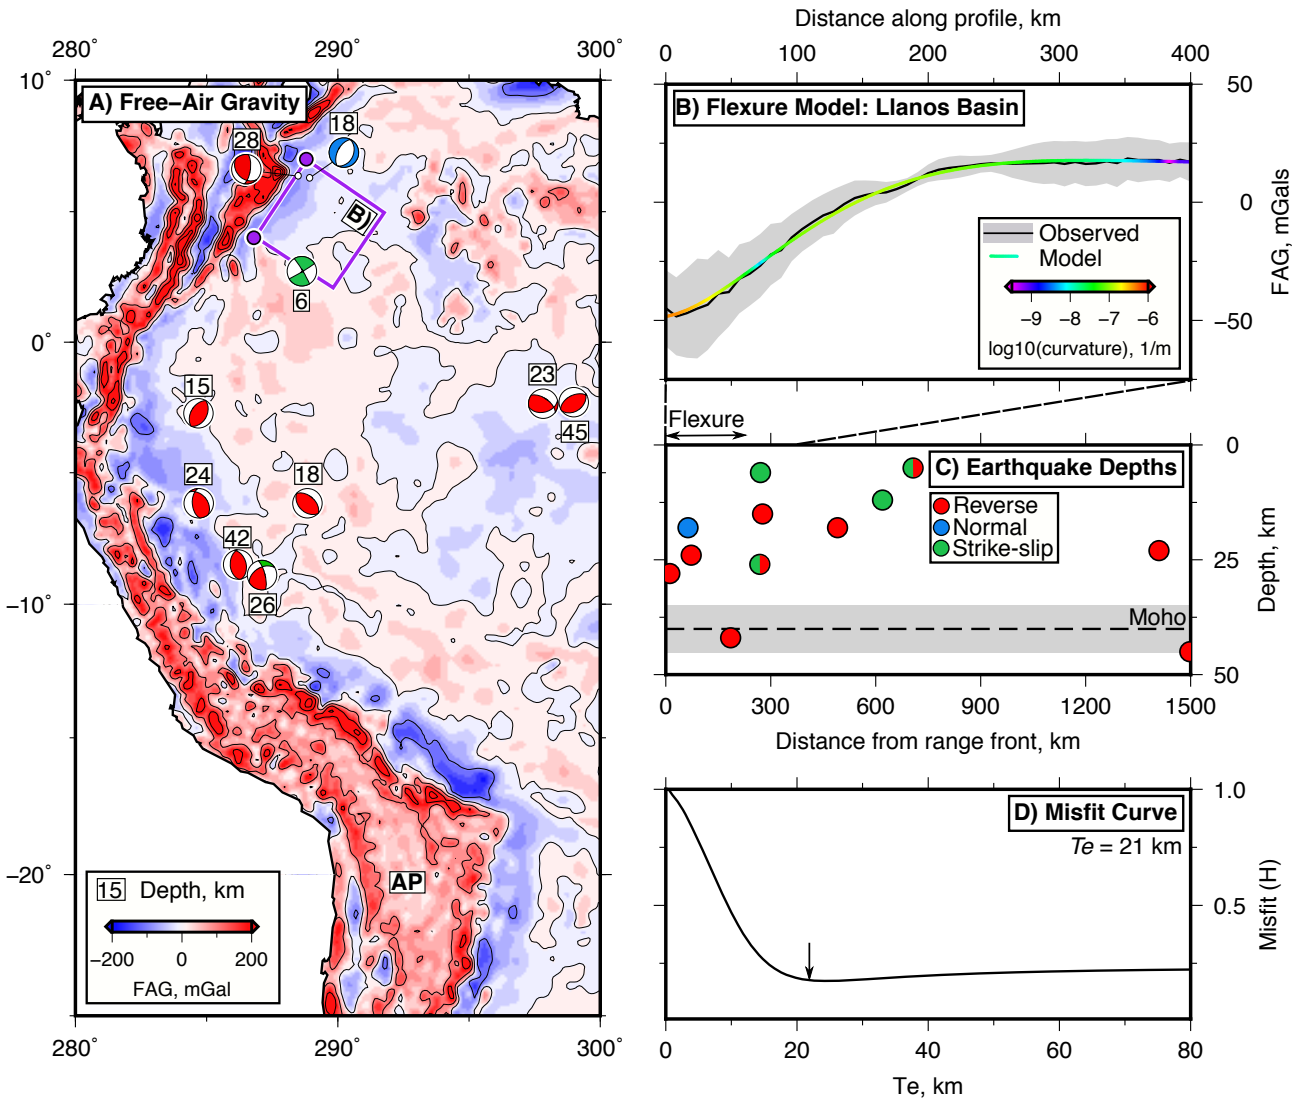 280°
290°
300°
10°
0°
−10°
−20°
A) Free−Air Gravity
28
18
B)
6
15
23
45
24
18
42
26
AP
15 Depth, km
−200 0 200
FAG, mGal
280°
290°
300°
Distance along profile, km
0 100 200 300 400
B) Flexure Model: Llanos Basin
50
0
−50
FAG, mGals
Observed
Model
−9 −8 −7 −6
log10(curvature), 1/m
Flexure
C) Earthquake Depths
Reverse
Normal
Strike-slip
Moho
0
25
50
Depth, km
0 300 600 900 1200 1500
Distance from range front, km
D) Misfit Curve
Te = 21 km
1.0
0.5
Misfit (H)
0 20 40 60 80
Te, km